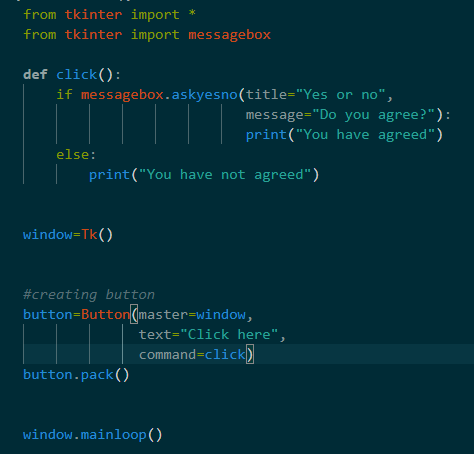 from tkinter import *
from tkinter import messagebox
def click():
    if messagebox.askyesno(title="Yes or no",
                           message="Do you agree?"):
                           print("You have agreed")
    else:
        print("You have not agreed")
window=Tk()
#creating button
button=Button(master=window,
              text="Click here",
              command=click)
button.pack()
window.mainloop()